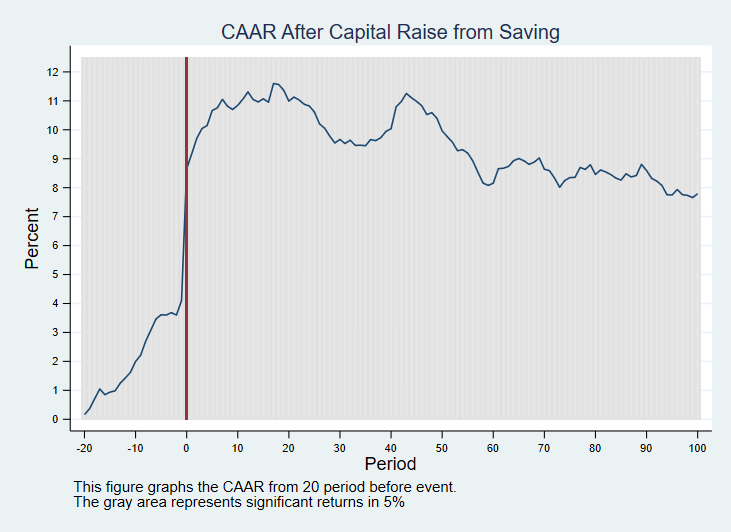 CAAR After Capital Raise from Saving
Percent
12
11
10
9
8
7
6
5
4
3
2
1
0
-20 -10 0 10 20 30 40 50 60 70 80 90 100
Period
This figure graphs the CAAR from 20 period before event.
The gray area represents significant returns in 5%